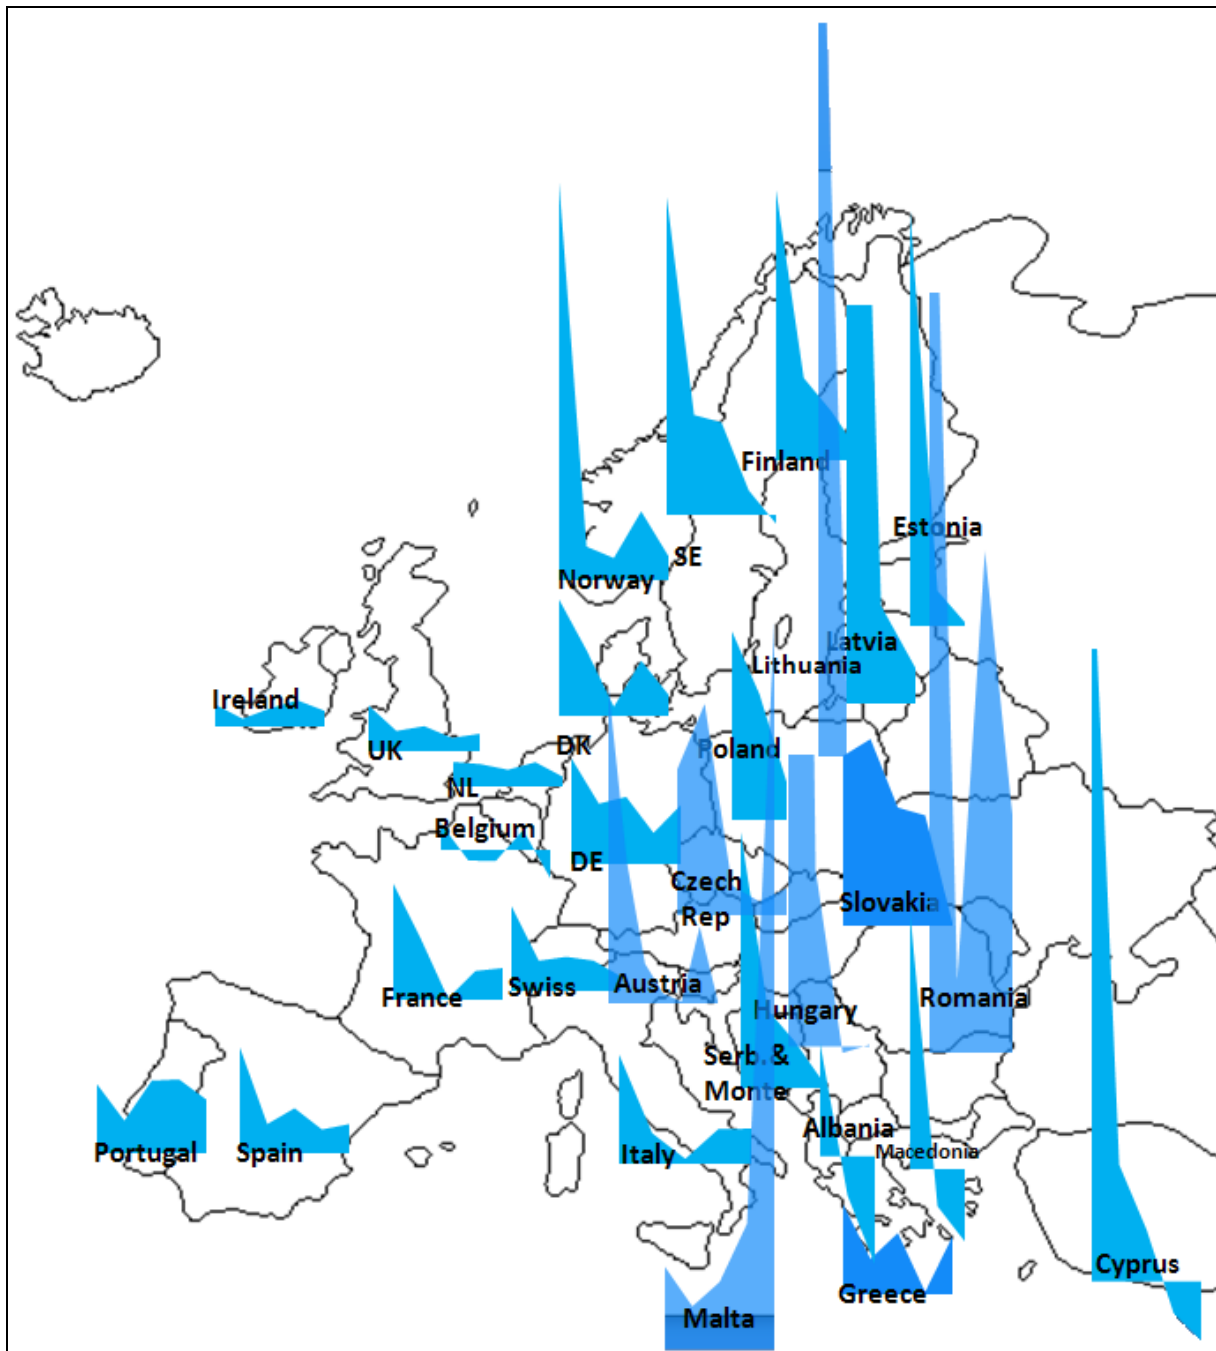 Finland
Estonia
SE
Norway
Latvia
Lithuania
Ireland
UK
DK
Poland
NL
Belgium
DE
Czech
Rep
Slovakia
Austria
Swiss
France
Romania
Hungary
Serb. &
Monte
Albania
Macedonia
Portugal
Spain
Italy
Cyprus
Greece
Malta